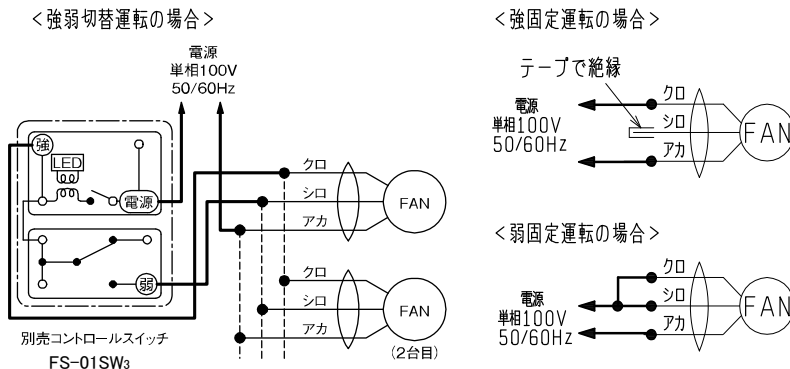 <強弱切替運転の場合>
電源
単相100V
50/60Hz
強
LED
電源
弱
別売コントロールスイッチ
FS-01SW₃
クロ
シロ
アカ
FAN
クロ
シロ
アカ
FAN
(2台目)
<強固定運転の場合>
テープで絶縁
電源
単相100V
50/60Hz
クロ
シロ
アカ
FAN
<弱固定運転の場合>
電源
単相100V
50/60Hz
クロ
シロ
アカ
FAN